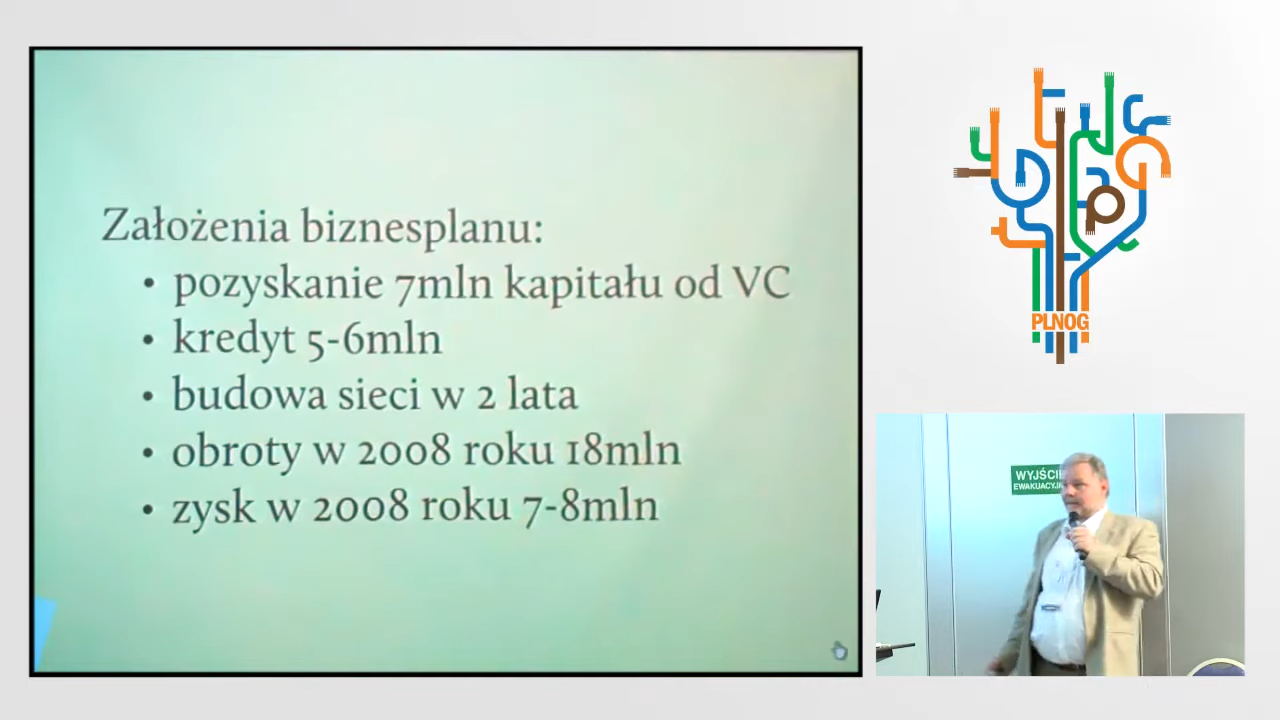 Założenia biznesplanu:
• pozyskanie 7mln kapitału od VC
• kredyt 5-6mln
• budowa sieci w 2 lata
• obroty w 2008 roku 18mln
• zysk w 2008 roku 7-8mln
PLNOG
WYJŚCIE
EWAKUACYJNE